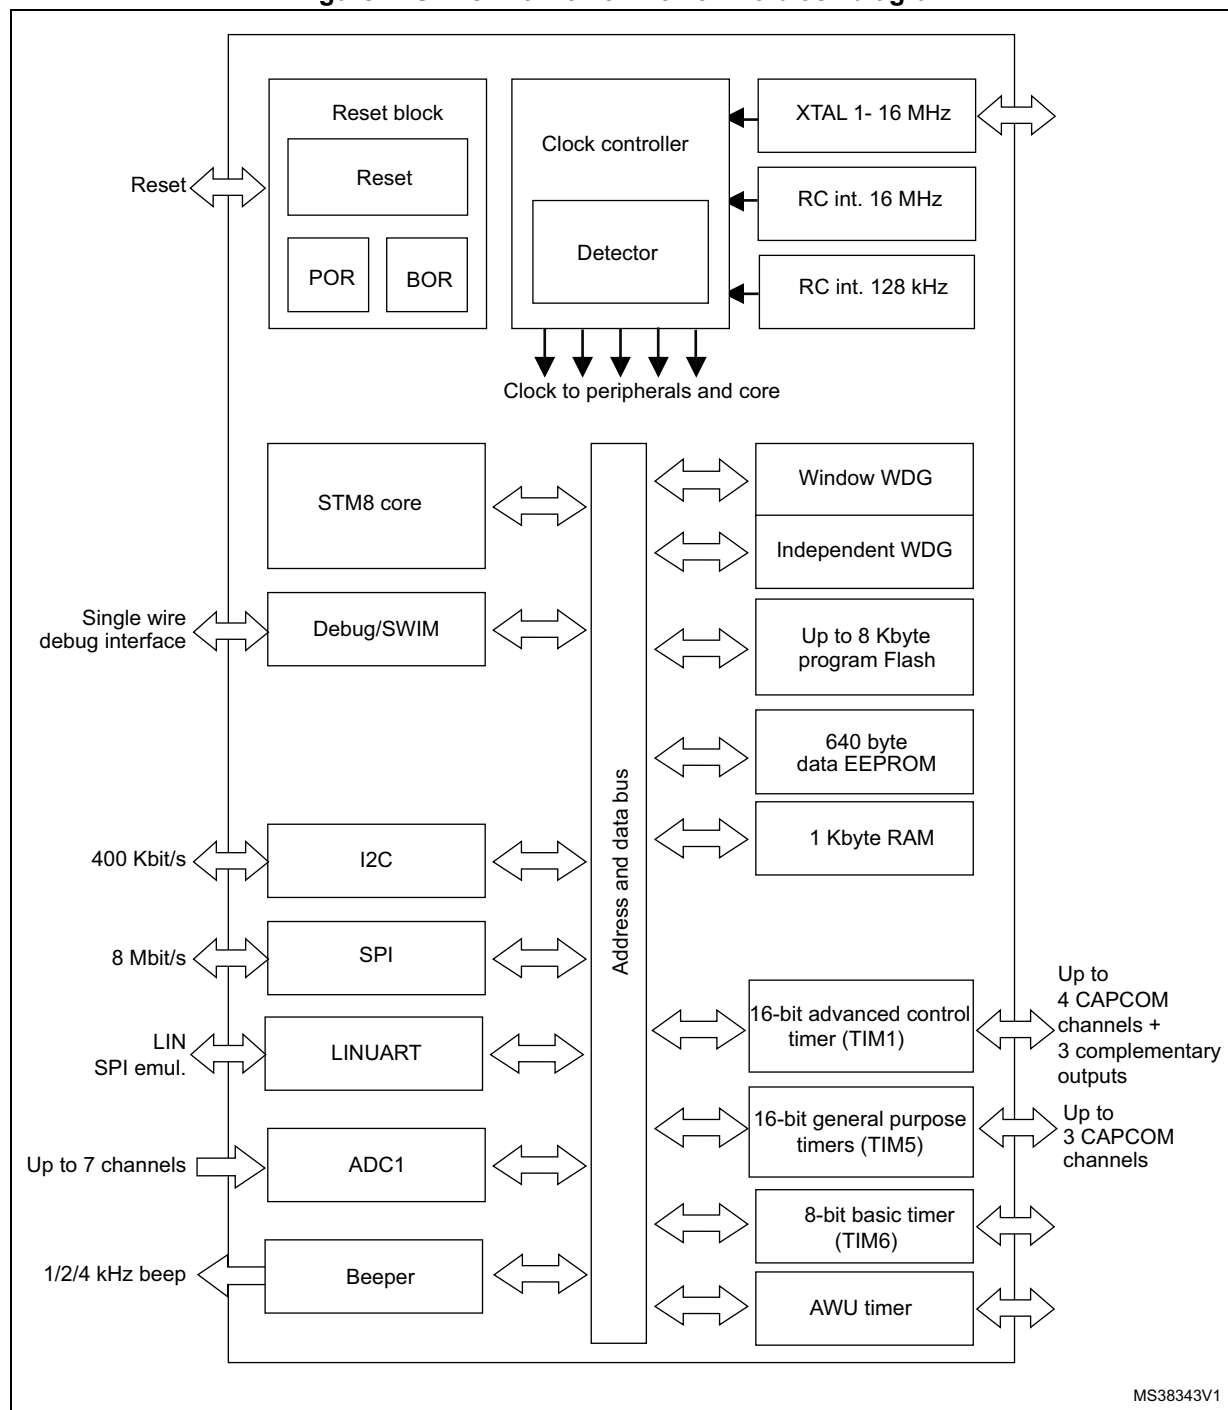 Reset block
Reset
Reset
POR
BOR
Clock controller
Detector
XTAL 1- 16 MHz
RC int. 16 MHz
RC int. 128 kHz
Clock to peripherals and core
STM8 core
Single wire
debug interface
Debug/SWIM
400 Kbit/s
I2C
8 Mbit/s
SPI
LIN
SPI emul.
LINUART
Up to 7 channels
ADC1
1/2/4 kHz beep
Beeper
Address and data bus
Window WDG
Independent WDG
Up to 8 Kbyte
program Flash
640 byte
data EEPROM
1 Kbyte RAM
16-bit advanced control
timer (TIM1)
Up to
4 CAPCOM
channels +
3 complementary
outputs
16-bit general purpose
timers (TIM5)
Up to
3 CAPCOM
channels
8-bit basic timer
(TIM6)
AWU timer
MS38343V1